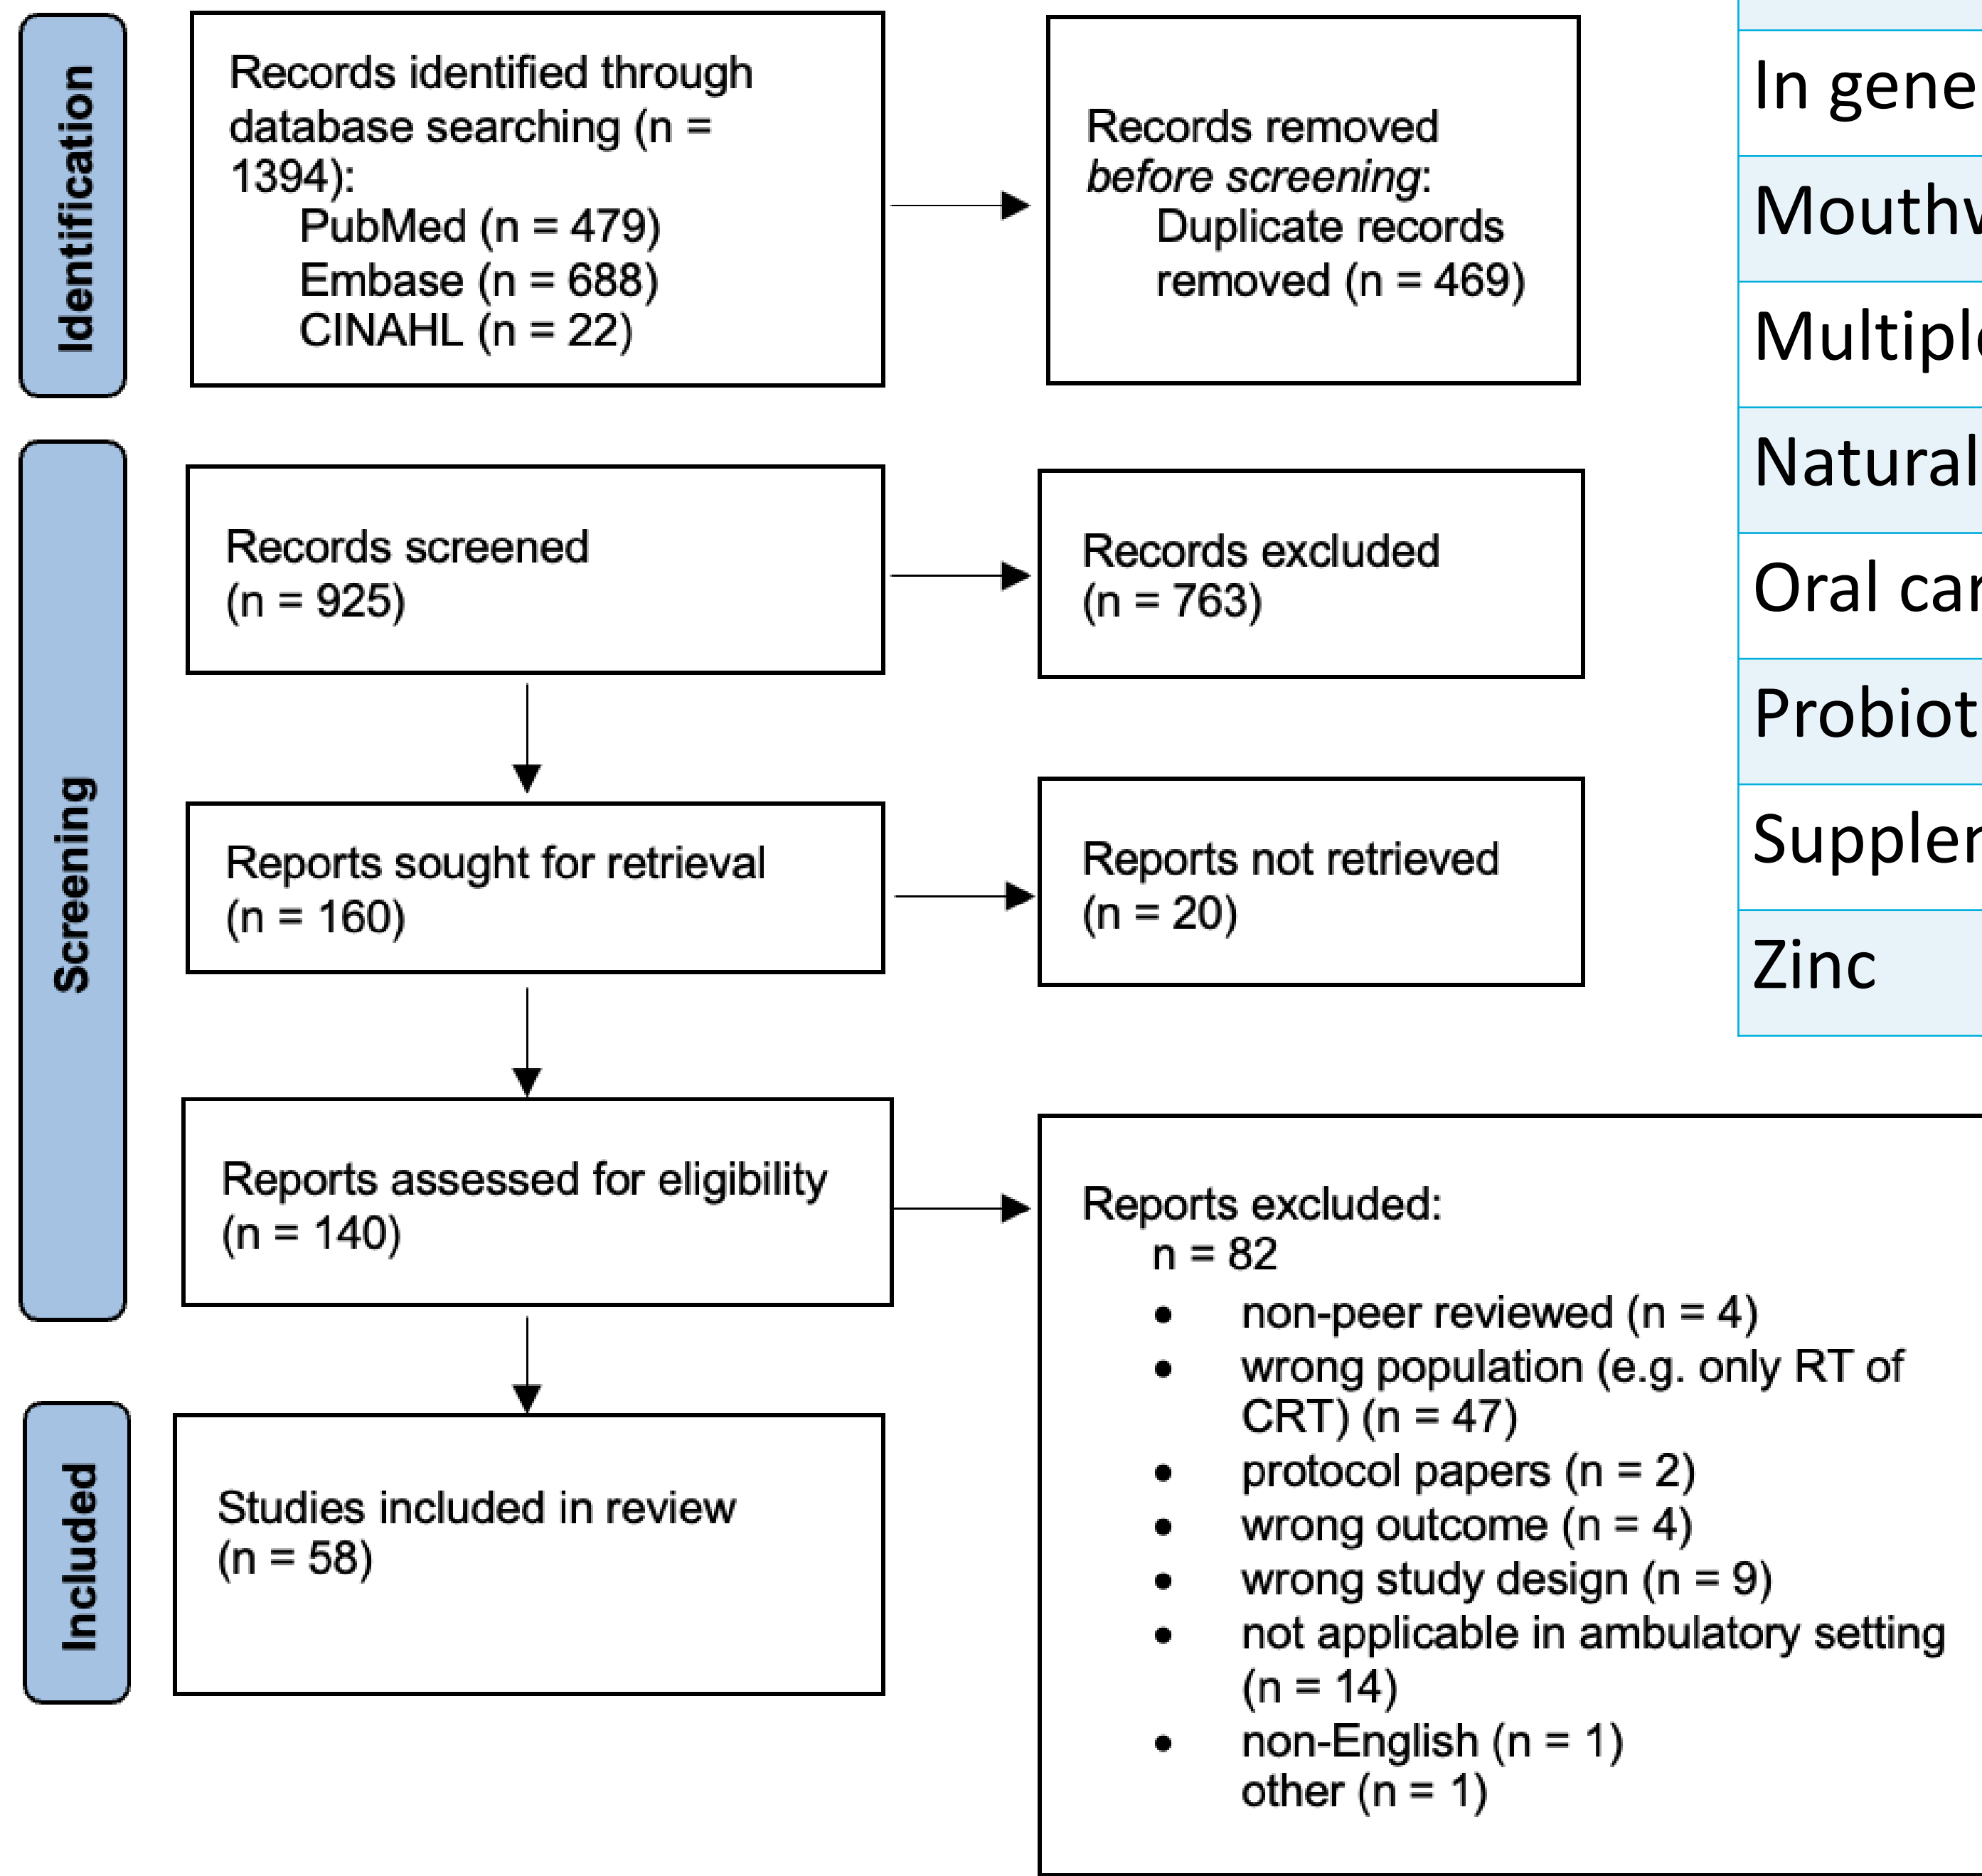 Identification
Records identified through
database searching (n =
1394):
PubMed (n = 479)
Embase (n = 688)
CINAHL (n = 22)
Records removed
before screening:
Duplicate records
removed (n = 469)
Screening
Records screened
(n = 925)
Records excluded
(n = 763)
Reports sought for retrieval
(n = 160)
Reports not retrieved
(n = 20)
Reports assessed for eligibility
(n = 140)
Reports excluded:
n = 82
• non-peer reviewed (n = 4)
• wrong population (e.g. only RT of
CRT) (n = 47)
• protocol papers (n = 2)
• wrong outcome (n = 4)
• wrong study design (n = 9)
• not applicable in ambulatory setting
(n = 14)
• non-English (n = 1)
other (n = 1)
Included
Studies included in review
(n = 58)
In gene
Mouthw
Multiple
Natural
Oral car
Probiot
Supplem
Zinc